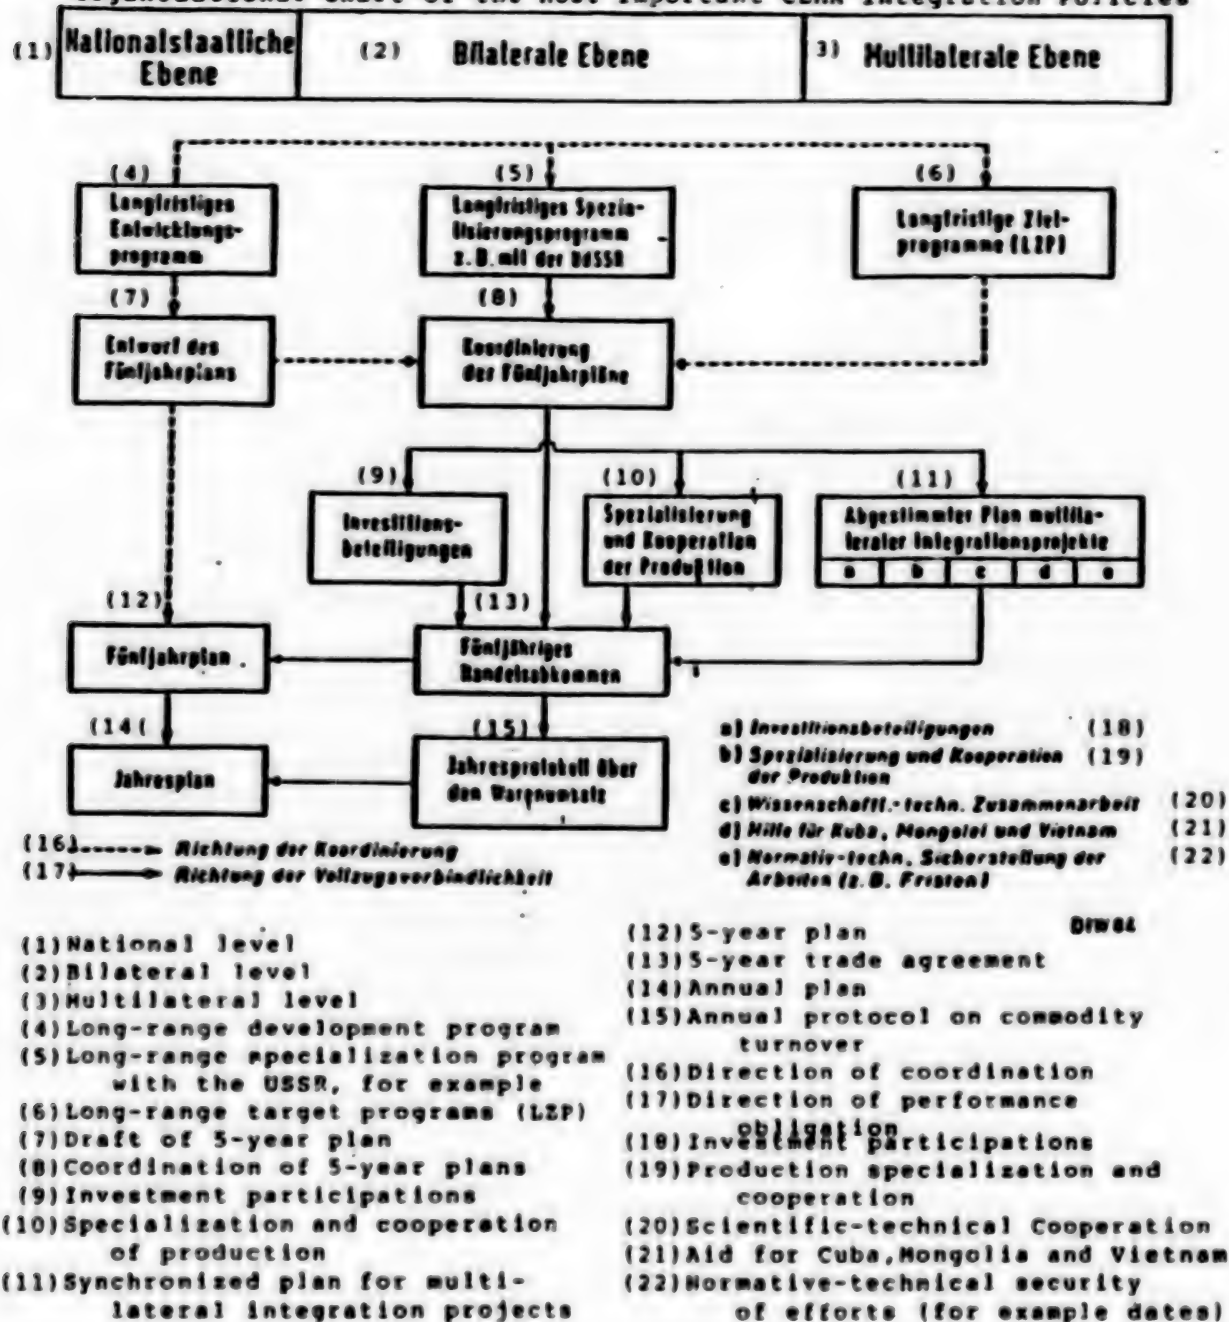 Organizational Chart of the Most Important CEMA Integration Policies
(1) Nationalstaatliche
Ebene
(2) Bilaterale Ebene
3) Multilaterale Ebene
(4)
Langfristiges
Entwicklungs-
programm
(5)
Langfristiges Spezia-
lisierungsprogramm
z.B. mit der UdSSR
(6)
Langfristige Ziel-
programme (LZP)
(7)
Entwurf des
Fünfjahrplans
(8)
Koordinierung
der Fünfjahrpläne
(9)
Investitions-
beteiligungen
(10)
Spezialisierung
und Kooperation
der Produktion
(11)
Abgestimmter Plan multila-
teraler Integrationsprojekte
a b c d e
(12)
Fünfjahrplan
(13)
Fünfjähriges
Handelsabkommen
(14(
Jahresplan
(15)
Jahresprotokoll über
den Warenumsatz
a) Investitionsbeteiligungen (18)
b) Spezialisierung und Kooperation (19)
der Produktion
c) Wissenschaftl.-techn. Zusammenarbeit (20)
d) Hilfe für Kuba, Mongolei und Vietnam (21)
e) Normativ-techn. Sicherstellung der (22)
Arbeiten (z.B. Fristen)
(16) Richtung der Koordinierung
(17) Richtung der Vollzugsverbindlichkeit
DIW 84
(1)National level
(2)Bilateral level
(3)Multilateral level
(4)Long-range development program
(5)Long-range specialization program
with the USSR, for example
(6)Long-range target programs (LZP)
(7)Draft of 5-year plan
(8)Coordination of 5-year plans
(9)Investment participations
(10)Specialization and cooperation
of production
(11)Synchronized plan for multi-
lateral integration projects
(12)5-year plan
(13)5-year trade agreement
(14)Annual plan
(15)Annual protocol on commodity
turnover
(16)Direction of coordination
(17)Direction of performance
obligation
(18)Investment participations
(19)Production specialization and
cooperation
(20)Scientific-technical Cooperation
(21)Aid for Cuba,Mongolia and Vietnam
(22)Normative-technical security
of efforts (for example dates)